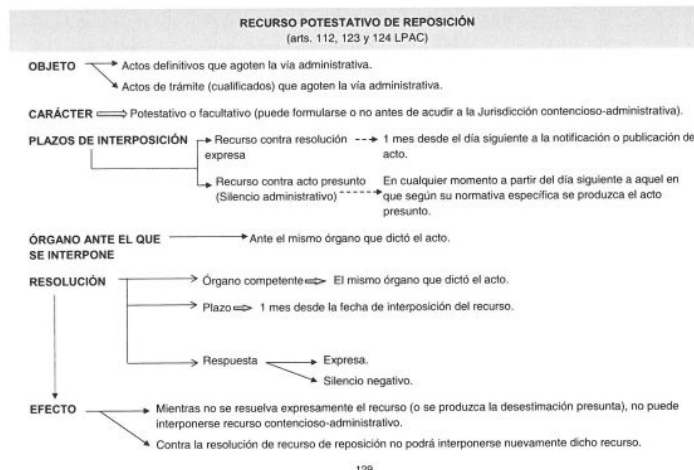 RECURSO POTESTATIVO DE REPOSICIÓN
(arts. 112, 123 y 124 LPAC)
OBJETO
Actos definitivos que agoten la vía administrativa.
Actos de trámite (cualificados) que agoten la vía administrativa.
CARÁCTER
Potestativo o facultativo (puede formularse o no antes de acudir a la Jurisdicción contencioso-administrativa).
PLAZOS DE INTERPOSICIÓN
Recurso contra resolución
expresa
1 mes desde el día siguiente a la notificación o publicación de
acto.
Recurso contra acto presunto
(Silencio administrativo)
En cualquier momento a partir del día siguiente a aquel en
que según su normativa específica se produzca el acto
presunto.
ÓRGANO ANTE EL QUE
SE INTERPONE
Ante el mismo órgano que dictó el acto.
RESOLUCIÓN
Órgano competente
El mismo órgano que dictó el acto.
Plazo
1 mes desde la fecha de interposición del recurso.
Respuesta
Expresa.
Silencio negativo.
EFECTO
Mientras no se resuelva expresamente el recurso (o se produzca la desestimación presunta), no puede
interponerse recurso contencioso-administrativo.
Contra la resolución de recurso de reposición no podrá interponerse nuevamente dicho recurso.
129